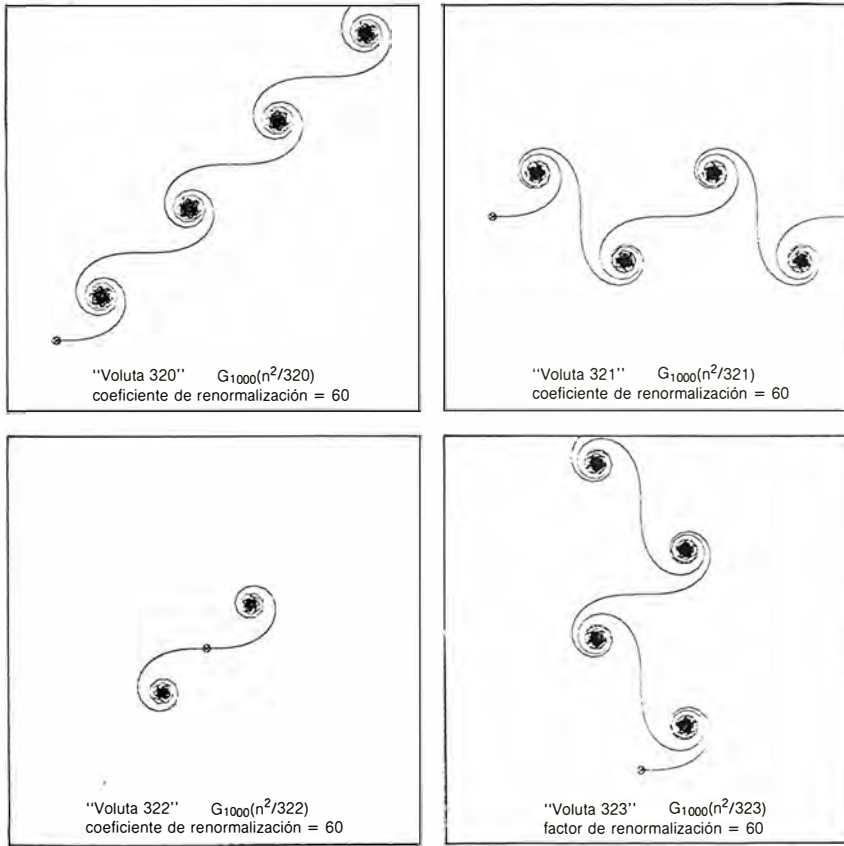 "Voluta 320" G₁₀₀₀(n²/320)
coeficiente de renormalización = 60
"Voluta 321" G₁₀₀₀(n²/321)
coeficiente de renormalización = 60
"Voluta 322" G₁₀₀₀(n²/322)
coeficiente de renormalización = 60
"Voluta 323" G₁₀₀₀(n²/323)
factor de renormalización = 60